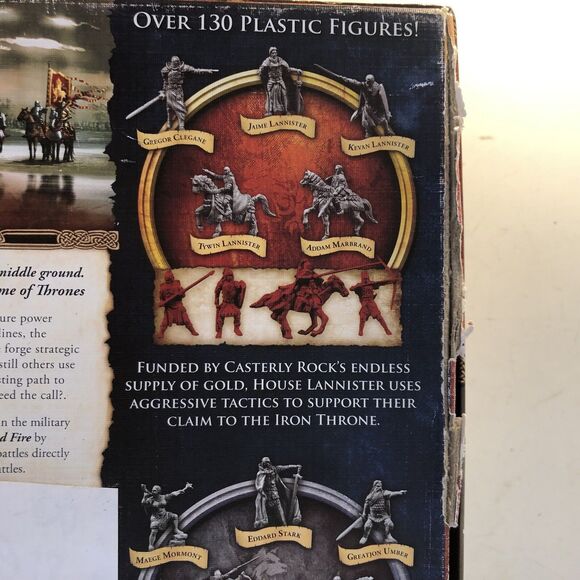 OVER 130 PLASTIC FIGURES!
GREGOR CLEGANE
JAIME LANNISTER
KEVAN LANNISTER
TYWIN LANNISTER
ADDAM MARBRAND
FUNDED BY CASTERLY ROCK'S ENDLESS
SUPPLY OF GOLD, HOUSE LANNISTER USES
AGGRESSIVE TACTICS TO SUPPORT THEIR
CLAIM TO THE IRON THRONE.
MAEGE MORMONT
EDDARD STARK
GREATJON UMBER
middle ground.
me of Thrones
ure power
lines, the
forge strategic
still others use
sting path to
eed the call?.
n the military
d Fire by
battles directly
ttles.